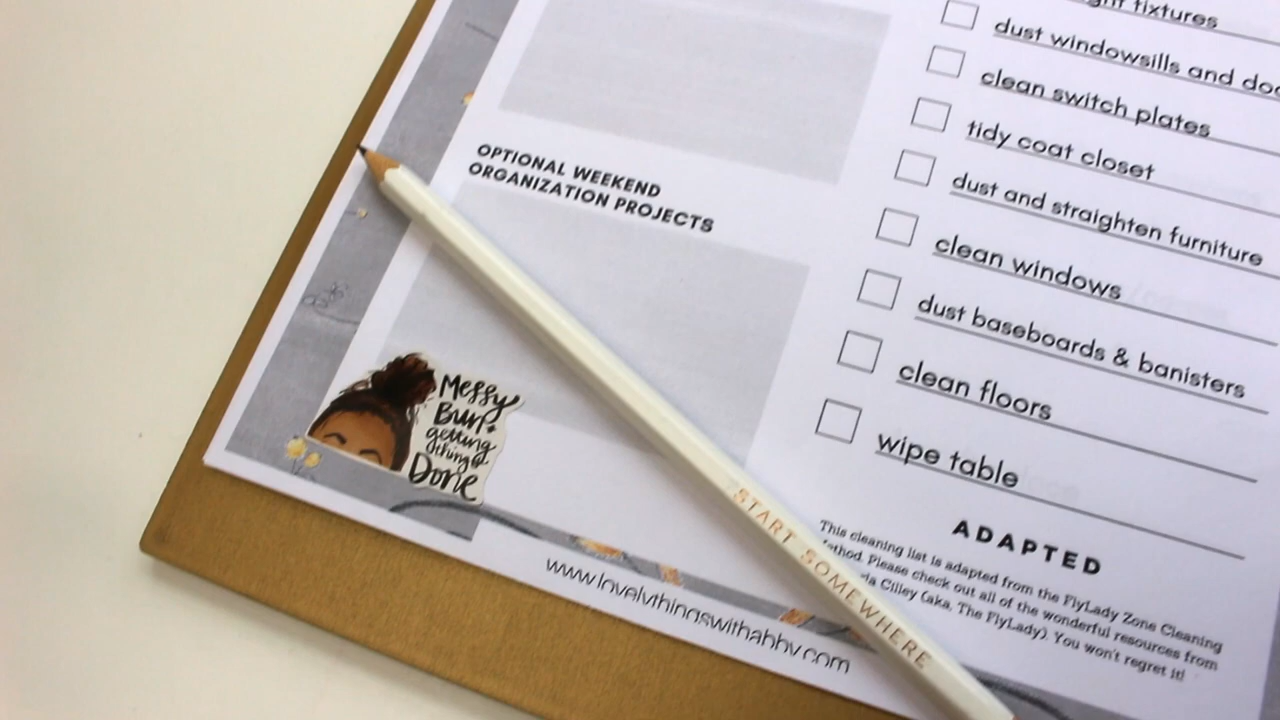 OPTIONAL WEEKEND
ORGANIZATION PROJECTS
Messy
Bun
getting
things
Done
www.lovelythingswithabby.com
START SOMEWHERE
fixtures
dust windowsills and
clean switch plates
tidy coat closet
dust and straighten furniture
clean windows
dust baseboards & banisters
clean floors
wipe table
ADAPTED
This cleaning list is adapted from the FlyLady Zone Cleaning
Please check out all of the wonderful resources from
Cilley (aka, The FlyLady). You won't regret it!